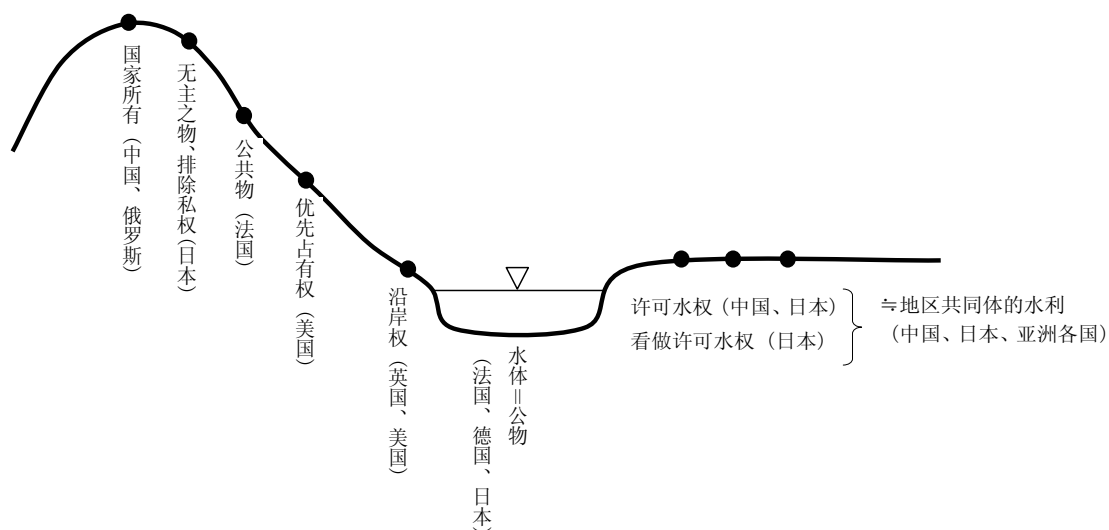 国家所有（中国、俄罗斯）
无主之物、排除私权（日本）
公共物（法国）
优先占有权（美国）
沿岸权（英国、美国）
水体＝公物
（法国、德国、日本）
许可水权（中国、日本）
看做许可水权（日本）
≒地区共同体的水利
（中国、日本、亚洲各国）